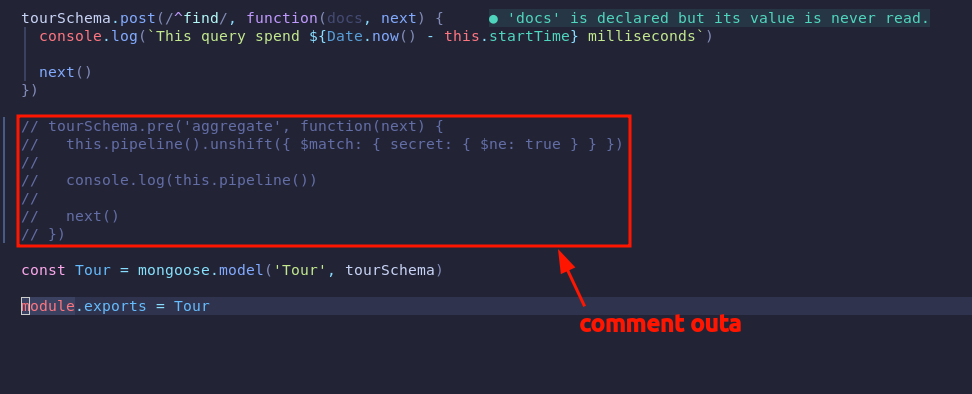 tourSchema.post(/^find/, function(docs, next) {     ● 'docs' is declared but its value is never read.
  console.log(`This query spend ${Date.now() - this.startTime} milliseconds`)
  next()
})
// tourSchema.pre('aggregate', function(next) {
//   this.pipeline().unshift({ $match: { secret: { $ne: true } } })
//
//   console.log(this.pipeline())
//
//   next()
// })
const Tour = mongoose.model('Tour', tourSchema)
module.exports = Tour
comment outa